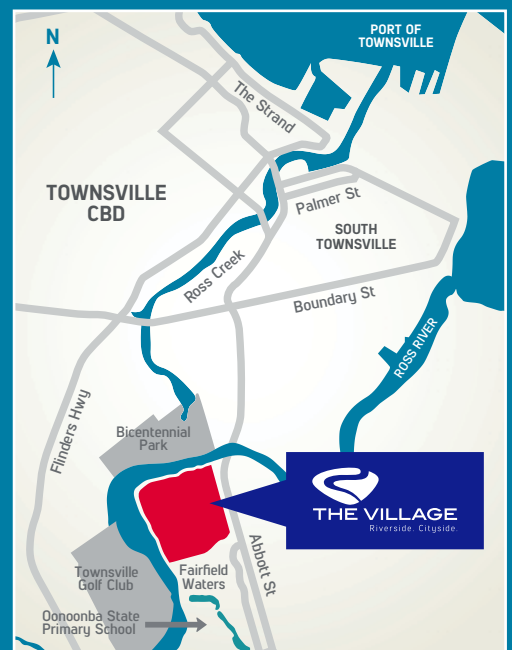 N
PORT OF
TOWNSVILLE
The Strand
TOWNSVILLE
CBD
Palmer St
SOUTH
TOWNSVILLE
Ross Creek
Boundary St
ROSS RIVER
Flinders Hwy
Bicentennial
Park
THE VILLAGE
Riverside. Cityside.
Abbott St
Townsville
Golf Club
Fairfield
Waters
Oonoonba State
Primary School